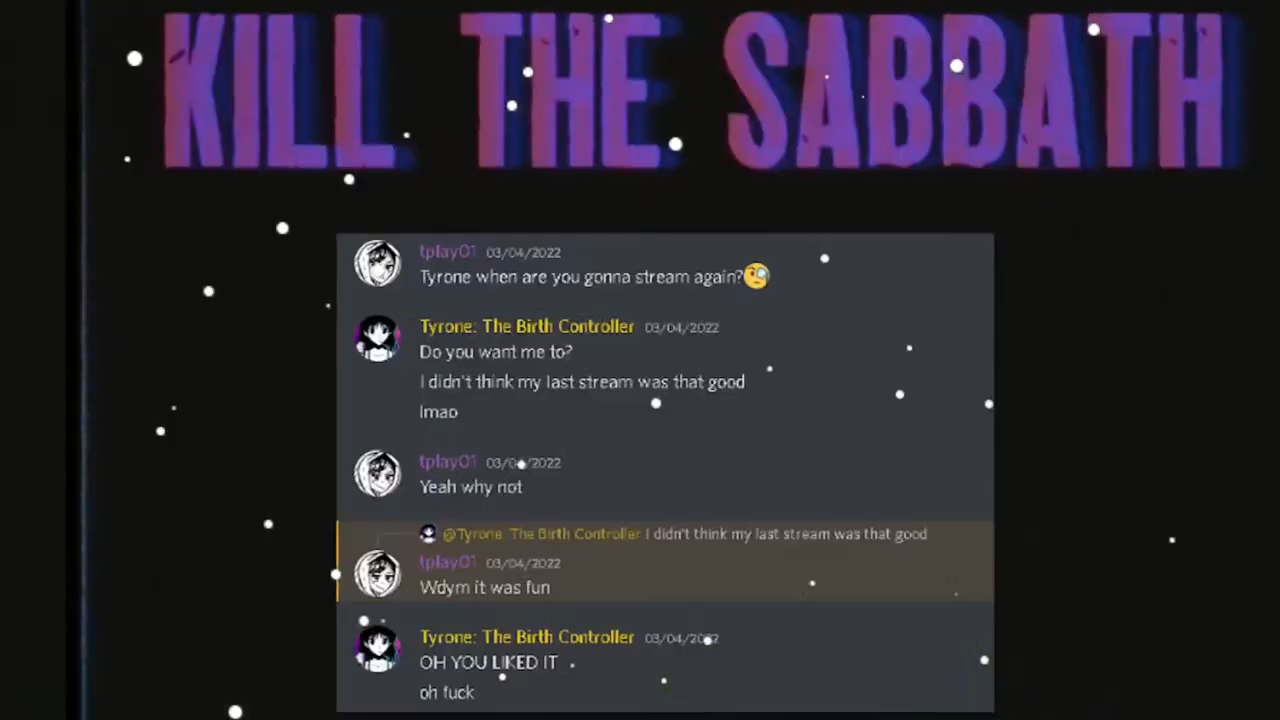 KILL THE SABBATH
tplay01 03/04/2022
Tyrone when are you gonna stream again?🧐
Tyrone: The Birth Controller 03/04/2022
Do you want me to?
I didn't think my last stream was that good
lmao
tplay01 03/04/2022
Yeah why not
@Tyrone: The Birth Controller I didn't think my last stream was that good
tplay01 03/04/2022
Wdym it was fun
Tyrone: The Birth Controller 03/04/2022
OH YOU LIKED IT
oh fuck